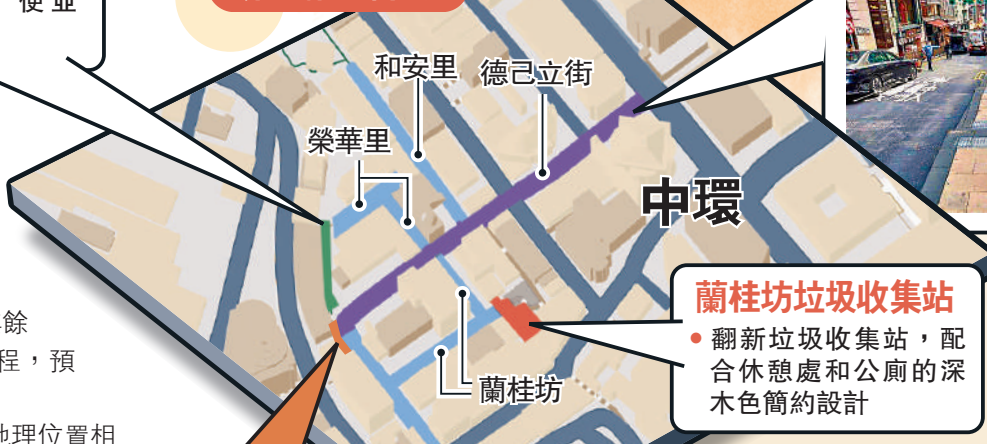 便並
和安里
德己立街
榮華里
中環
蘭桂坊垃圾收集站
• 翻新垃圾收集站，配
合休憩處和公廁的深
木色簡約設計
餘
程，預
蘭桂坊
地理位置相